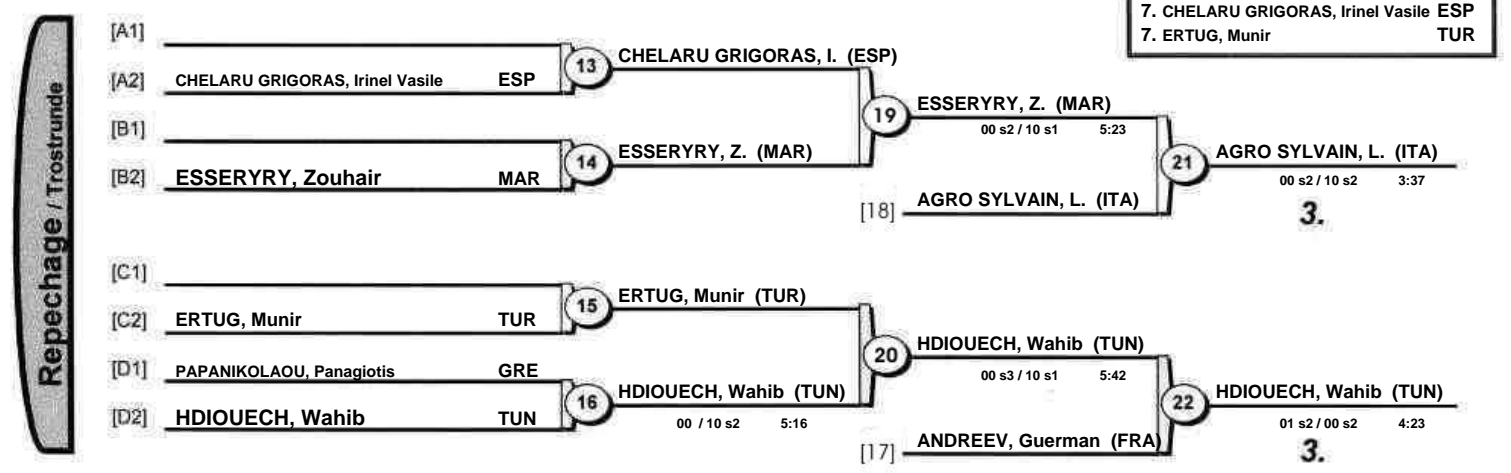 7. CHELARU GRIGORAS, Irinel Vasile ESP
7. ERTUG, Munir TUR
Repechage / Trostrunde
[A1]
[A2] CHELARU GRIGORAS, Irinel Vasile ESP
13
CHELARU GRIGORAS, I. (ESP)
[B1]
[B2] ESSERYRY, Zouhair MAR
14
ESSERYRY, Z. (MAR)
19
ESSERYRY, Z. (MAR)
00 s2 / 10 s1 5:23
[18] AGRO SYLVAIN, L. (ITA)
21
AGRO SYLVAIN, L. (ITA)
00 s2 / 10 s2 3:37
3.
[C1]
[C2] ERTUG, Munir TUR
15
ERTUG, Munir (TUR)
[D1] PAPANIKOLAOU, Panagiotis GRE
[D2] HDIOUECH, Wahib TUN
16
HDIOUECH, Wahib (TUN)
00 / 10 s2 5:16
20
HDIOUECH, Wahib (TUN)
00 s3 / 10 s1 5:42
[17] ANDREEV, Guerman (FRA)
22
HDIOUECH, Wahib (TUN)
01 s2 / 00 s2 4:23
3.